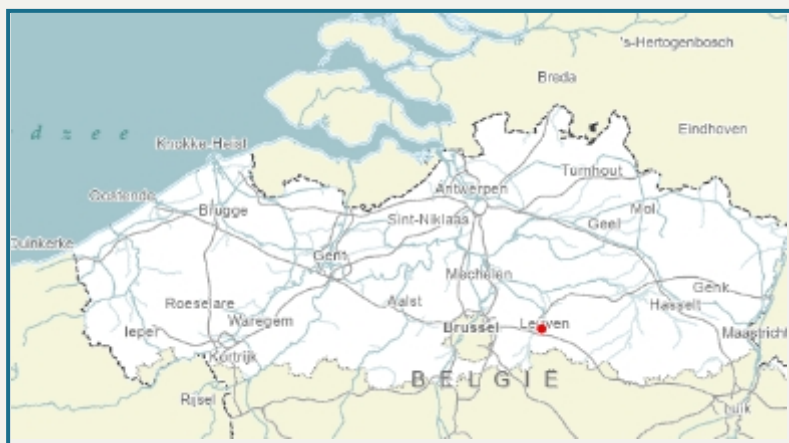 's-Hertogenbosch
Breda
Eindhoven
d z e e
Knokke-Heist
Turnhout
Antwerpen
Oostende
Mol
Brugge
Sint-Niklaas
Geel
Duinkerke
Gent
Mechelen
Genk
Roeselare
Aalst
Hasselt
Waregem
Leuven
Ieper
Brussel
Maastricht
Kortrijk
BELGIË
Rijsel
Luik